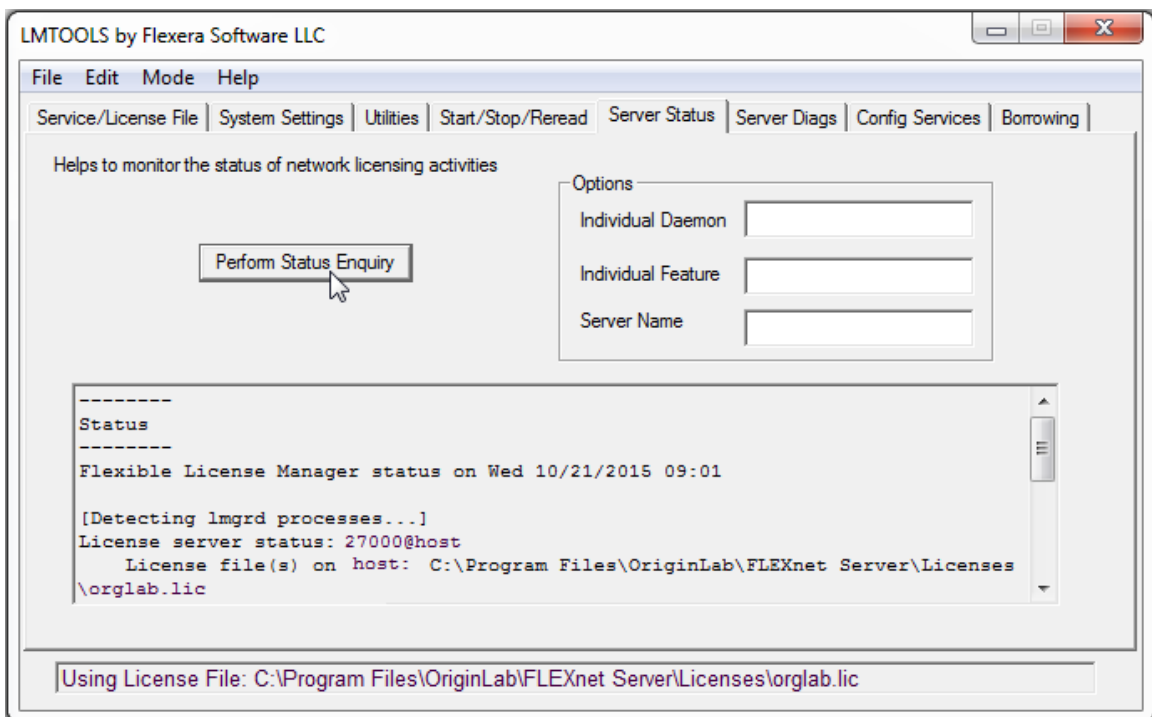 LMTOOLS by Flexera Software LLC
File Edit Mode Help
Service/License File System Settings Utilities Start/Stop/Reread Server Status Server Diags Config Services Borrowing
Helps to monitor the status of network licensing activities
Options
Individual Daemon
Perform Status Enquiry
Individual Feature
Server Name
--------
Status
--------
Flexible License Manager status on Wed 10/21/2015 09:01
[Detecting lmgrd processes...]
License server status: 27000@host
License file(s) on host: C:\Program Files\OriginLab\FLEXnet Server\Licenses
\orglab.lic
Using License File: C:\Program Files\OriginLab\FLEXnet Server\Licenses\orglab.lic